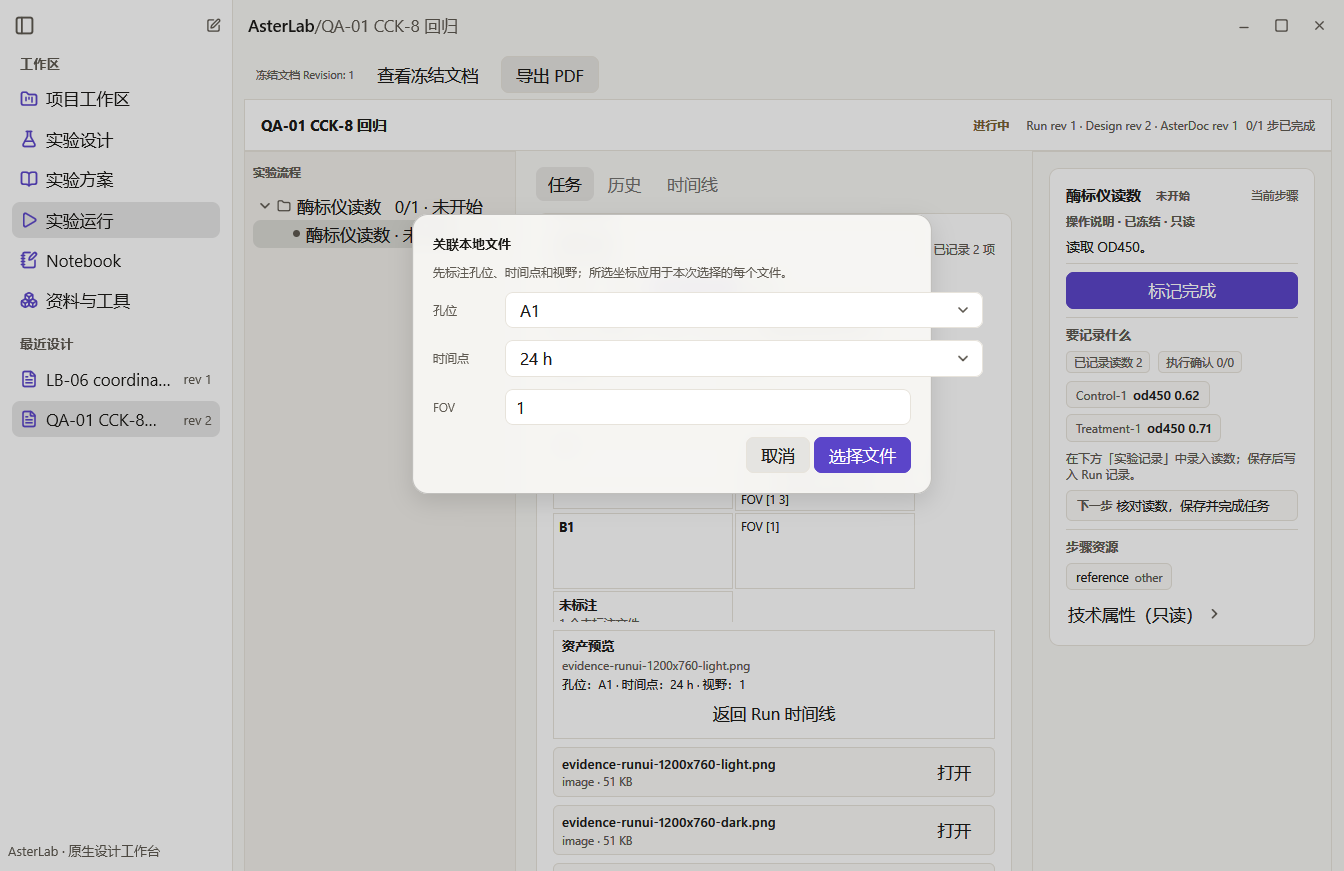 AsterLab/QA-01 CCK-8 回归
工作区
项目工作区
实验设计
实验方案
实验运行
Notebook
资料与工具
最近设计
LB-06 coordina... rev 1
QA-01 CCK-8... rev 2
AsterLab · 原生设计工作台
冻结文档 Revision: 1 查看冻结文档 导出 PDF
QA-01 CCK-8 回归
进行中 Run rev 1 · Design rev 2 · AsterDoc rev 1 0/1 步已完成
实验流程
酶标仪读数 0/1 · 未开始
酶标仪读数 · 未
任务 历史 时间线
已记录 2 项
关联本地文件
先标注孔位、时间点和视野；所选坐标应用于本次选择的每个文件。
孔位 A1
时间点 24 h
FOV 1
取消 选择文件
FOV [1 3]
B1 FOV [1]
未标注
资产预览
evidence-runui-1200x760-light.png
孔位：A1 · 时间点：24 h · 视野：1
返回 Run 时间线
evidence-runui-1200x760-light.png
image · 51 KB
打开
evidence-runui-1200x760-dark.png
image · 51 KB
打开
酶标仪读数 未开始 当前步骤
操作说明 · 已冻结 · 只读
读取 OD450。
标记完成
要记录什么
已记录读数 2 执行确认 0/0
Control-1 od450 0.62
Treatment-1 od450 0.71
在下方「实验记录」中录入读数；保存后写
入 Run 记录。
下一步 核对读数，保存并完成任务
步骤资源
reference other
技术属性（只读）